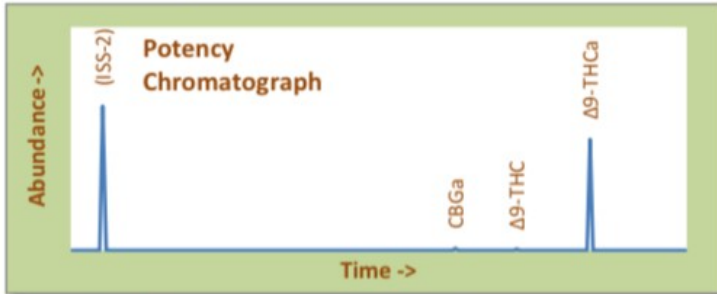 Potency
Chromatograph
Abundance ->
(ISS-2)
CBGa
Δ9-THC
Δ9-THCa
Time ->